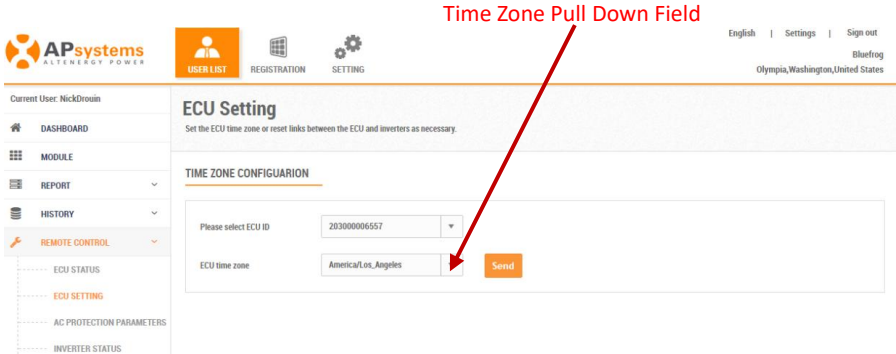 Time Zone Pull Down Field
English | Settings | Sign out
APsystems
ALTENERGY POWER
USER LIST
REGISTRATION
SETTING
Bluefrog
Olympia,Washington,United States
Current User: NickDrouin
DASHBOARD
MODULE
REPORT
HISTORY
REMOTE CONTROL
ECU STATUS
ECU SETTING
AC PROTECTION PARAMETERS
INVERTER STATUS
ECU Setting
Set the ECU time zone or reset links between the ECU and inverters as necessary.
TIME ZONE CONFIGUARION
Please select ECU ID
203000006557
ECU time zone
America/Los_Angeles
Send